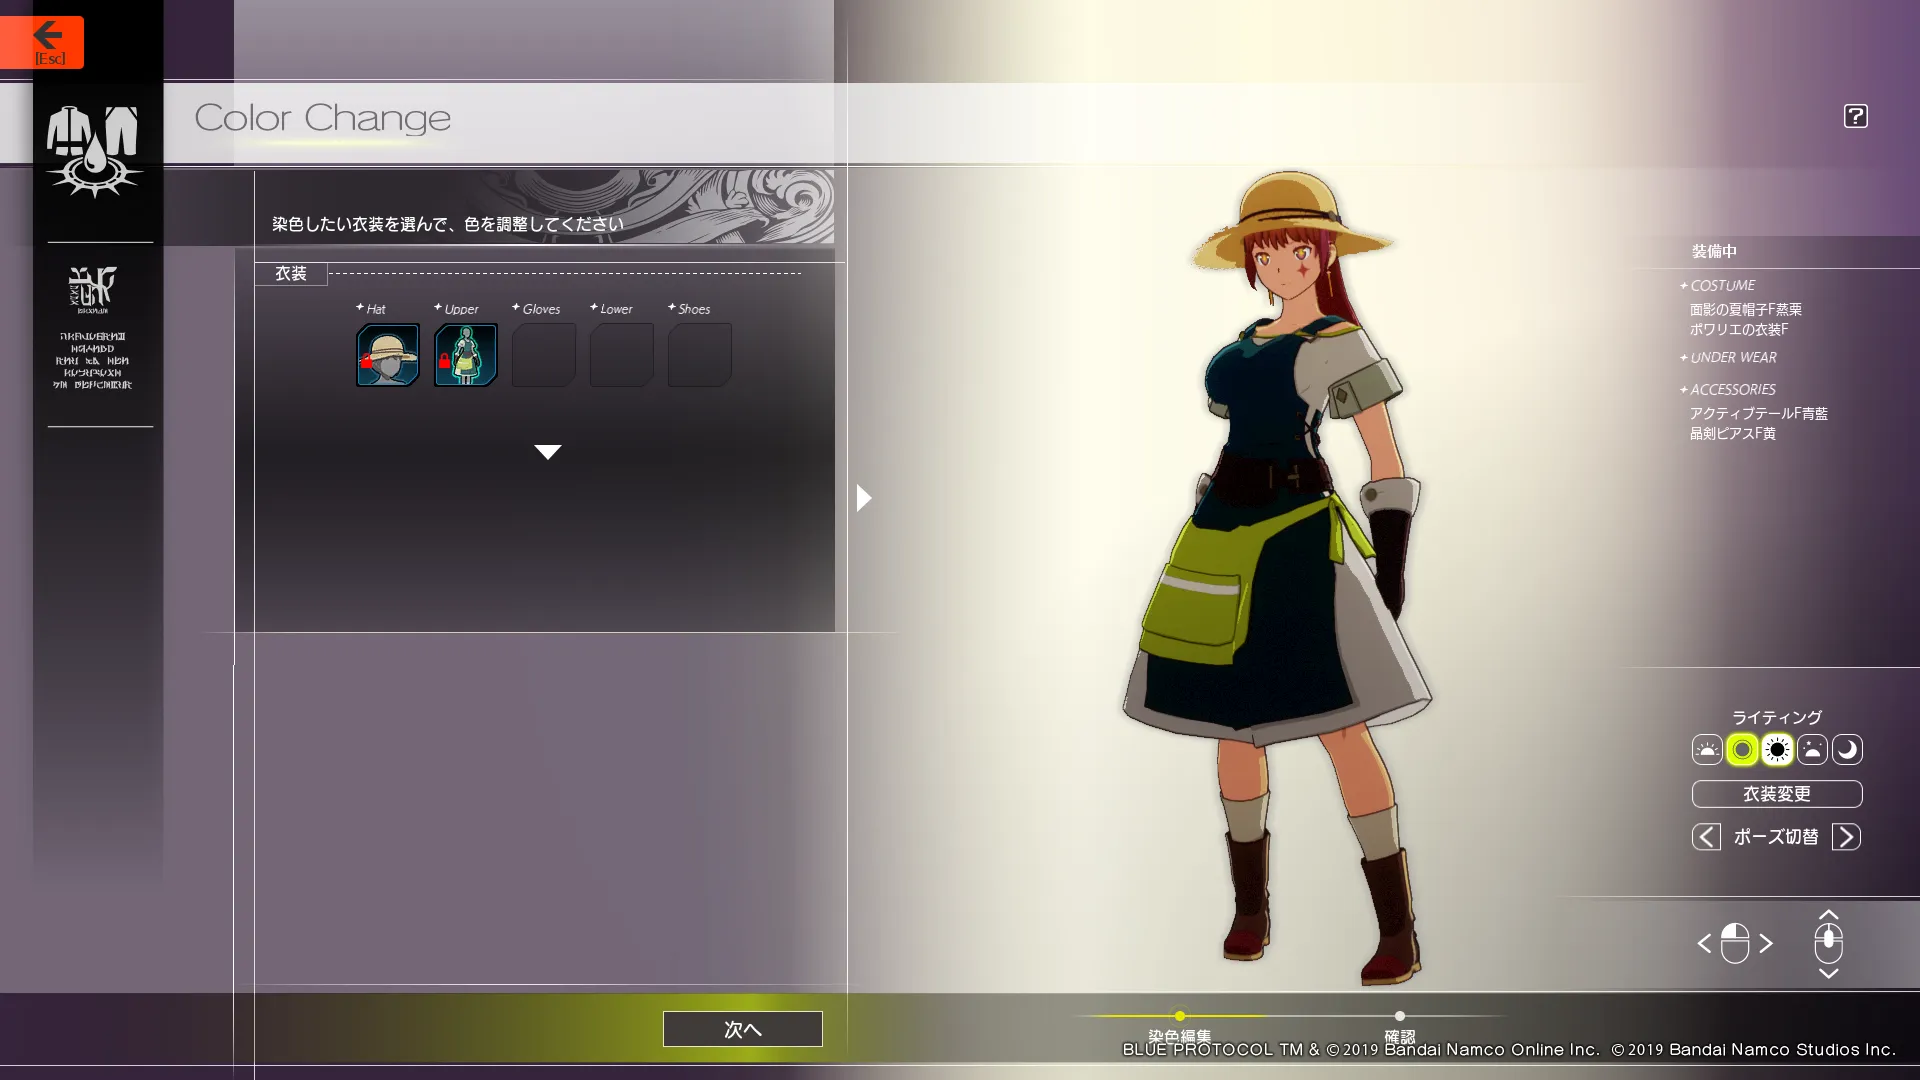 [Esc]
Color Change
?
染色したい衣装を選んで、色を調整してください
衣装
Hat
Upper
Gloves
Lower
Shoes
装備中
COSTUME
面影の夏帽子F蒸栗
ポワリエの衣装F
UNDER WEAR
ACCESSORIES
アクティブテールF青藍
晶剣ピアスF黄
ライティング
衣装変更
ポーズ切替
次へ
染色編集
確認
BLUE PROTOCOL TM & ©2019 Bandai Namco Online Inc. ©2019 Bandai Namco Studios Inc.